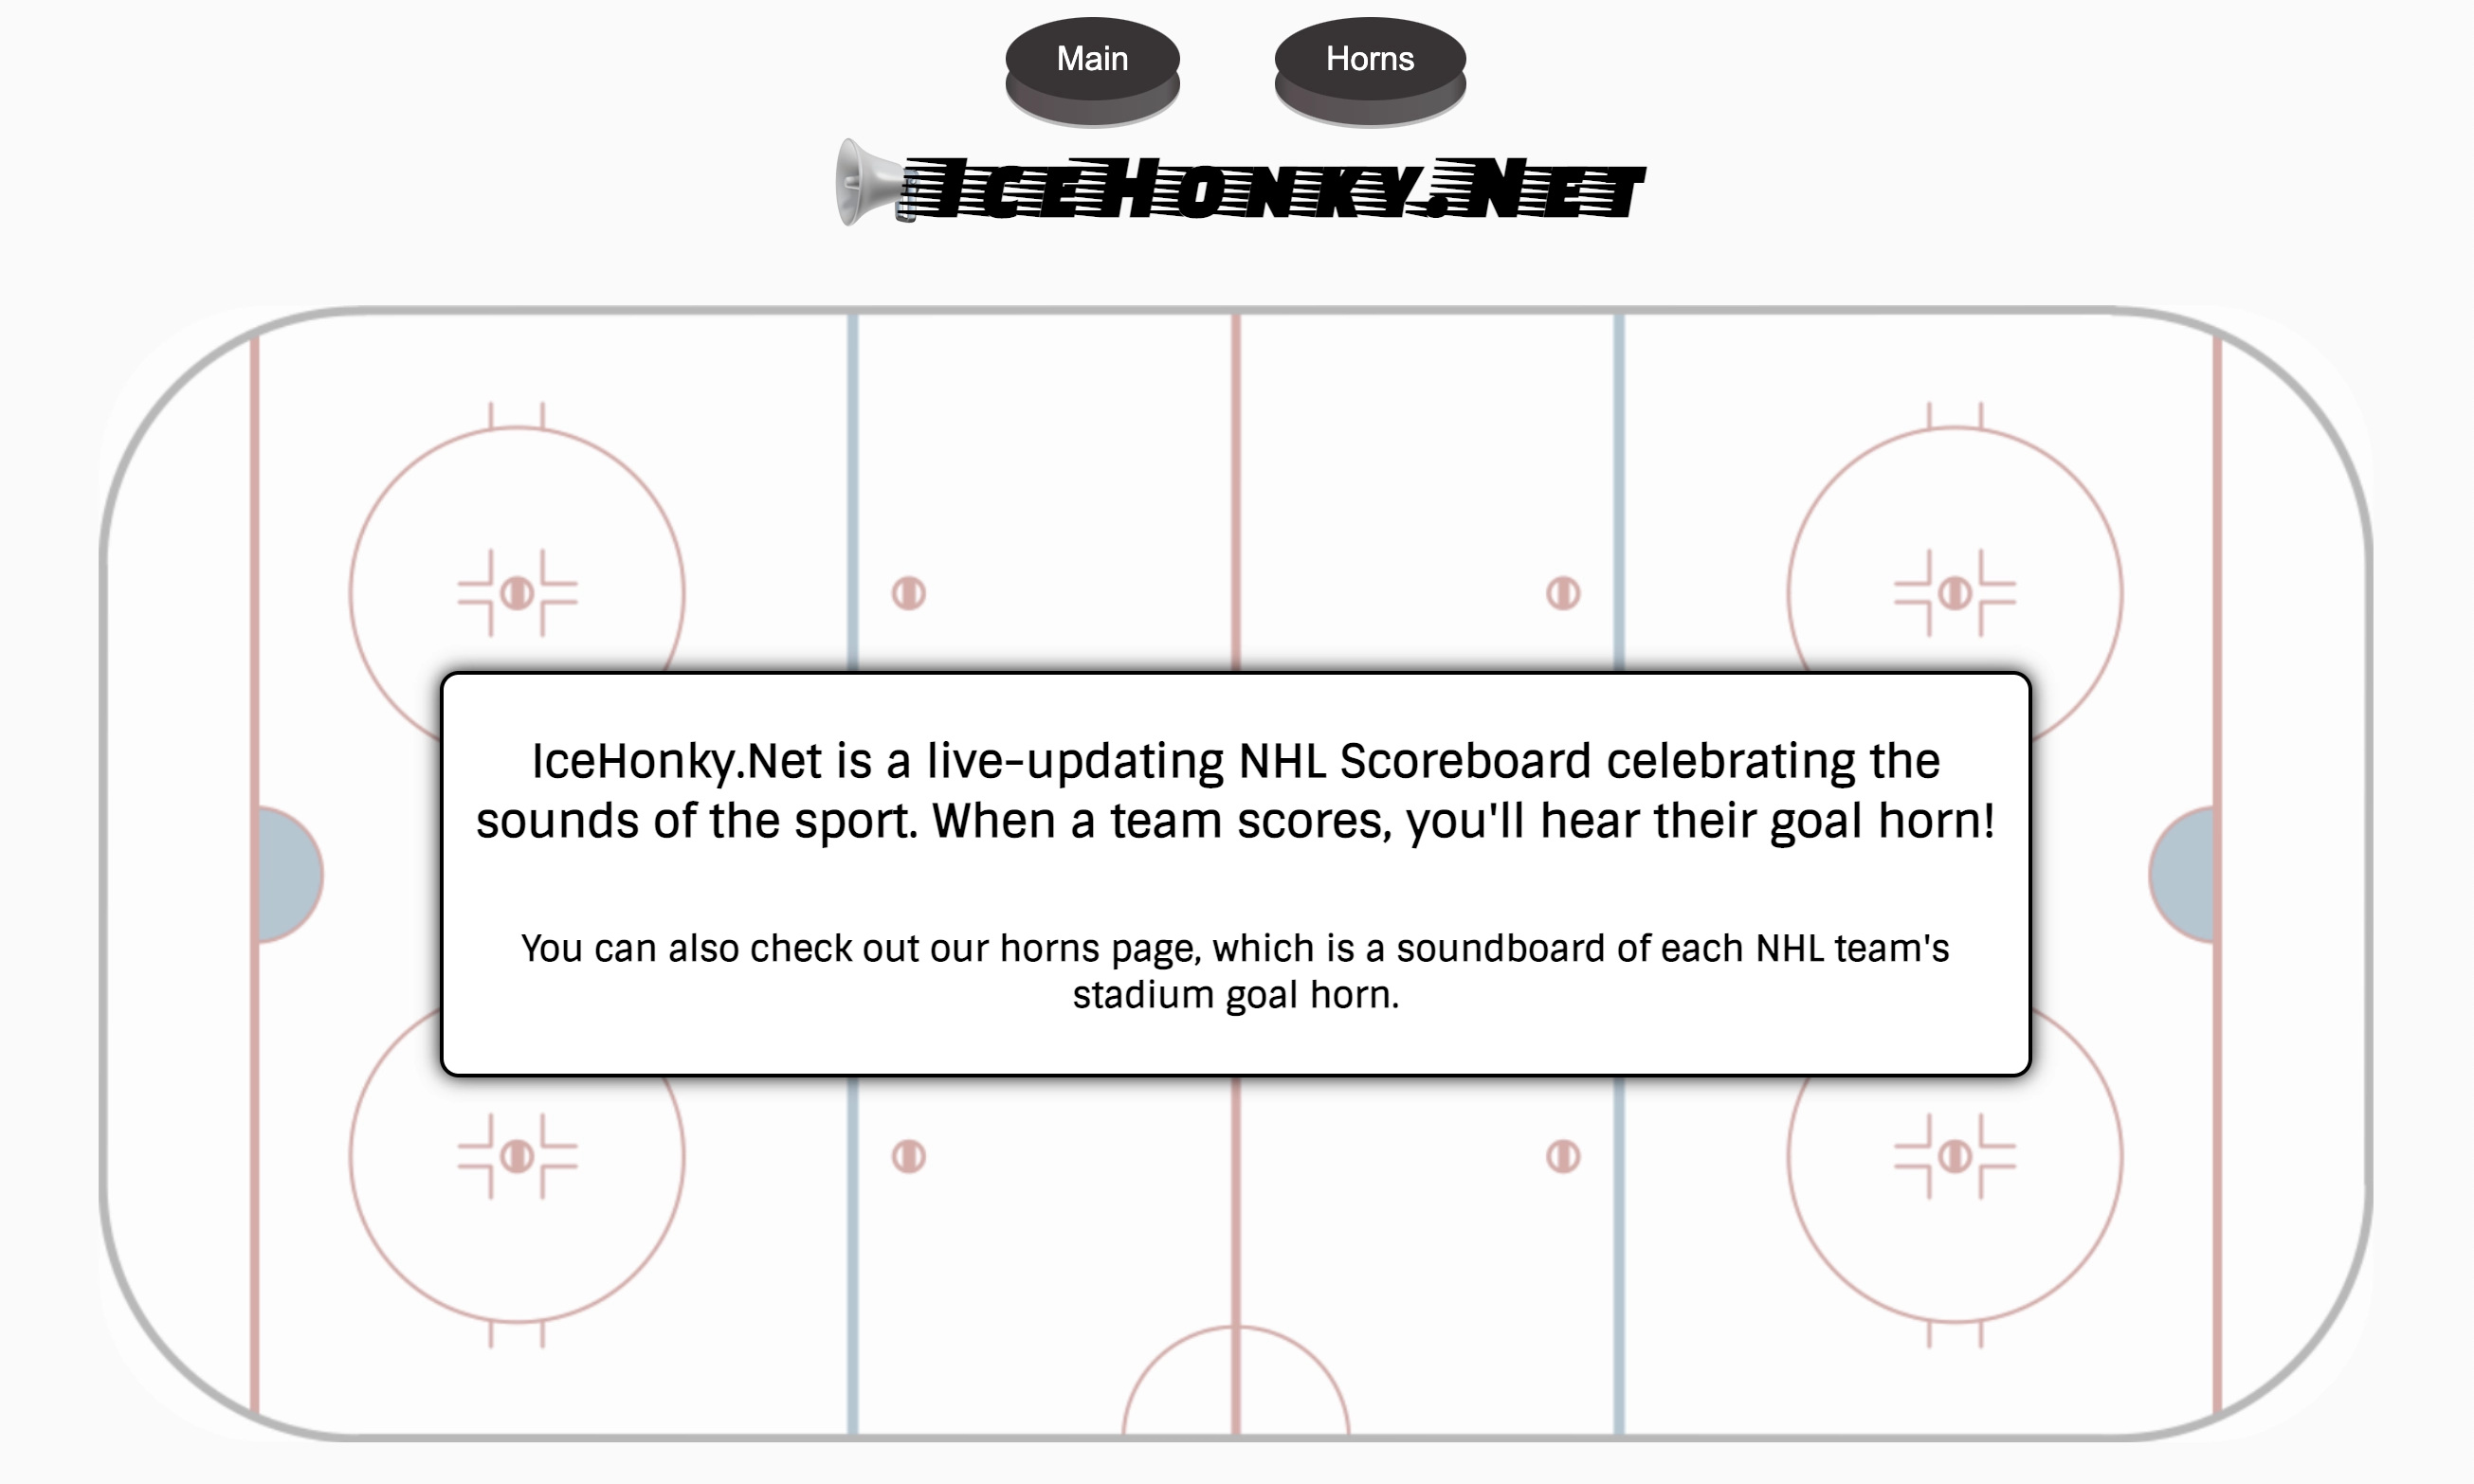 Main
Horns
IceHonky.Net
IceHonky.Net is a live-updating NHL Scoreboard celebrating the
sounds of the sport. When a team scores, you'll hear their goal horn!
You can also check out our horns page, which is a soundboard of each NHL team's
stadium goal horn.